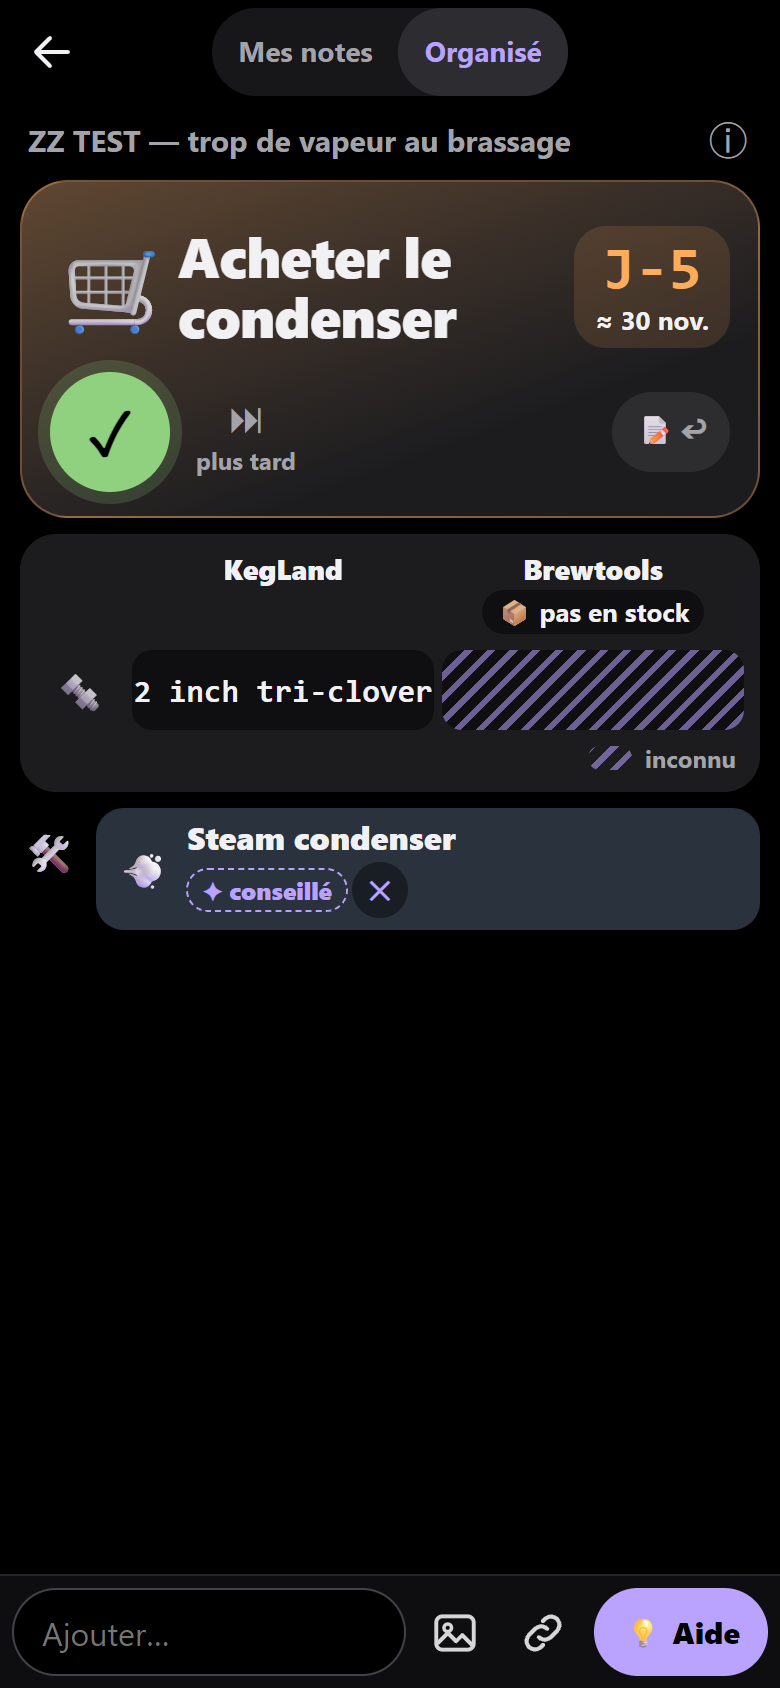 Mes notes
Organisé
ZZ TEST — trop de vapeur au brassage
Acheter le
condenser
J-5
≈ 30 nov.
plus tard
KegLand
Brewtools
pas en stock
2 inch tri-clover
inconnu
Steam condenser
✦ conseillé
Ajouter...
Aide